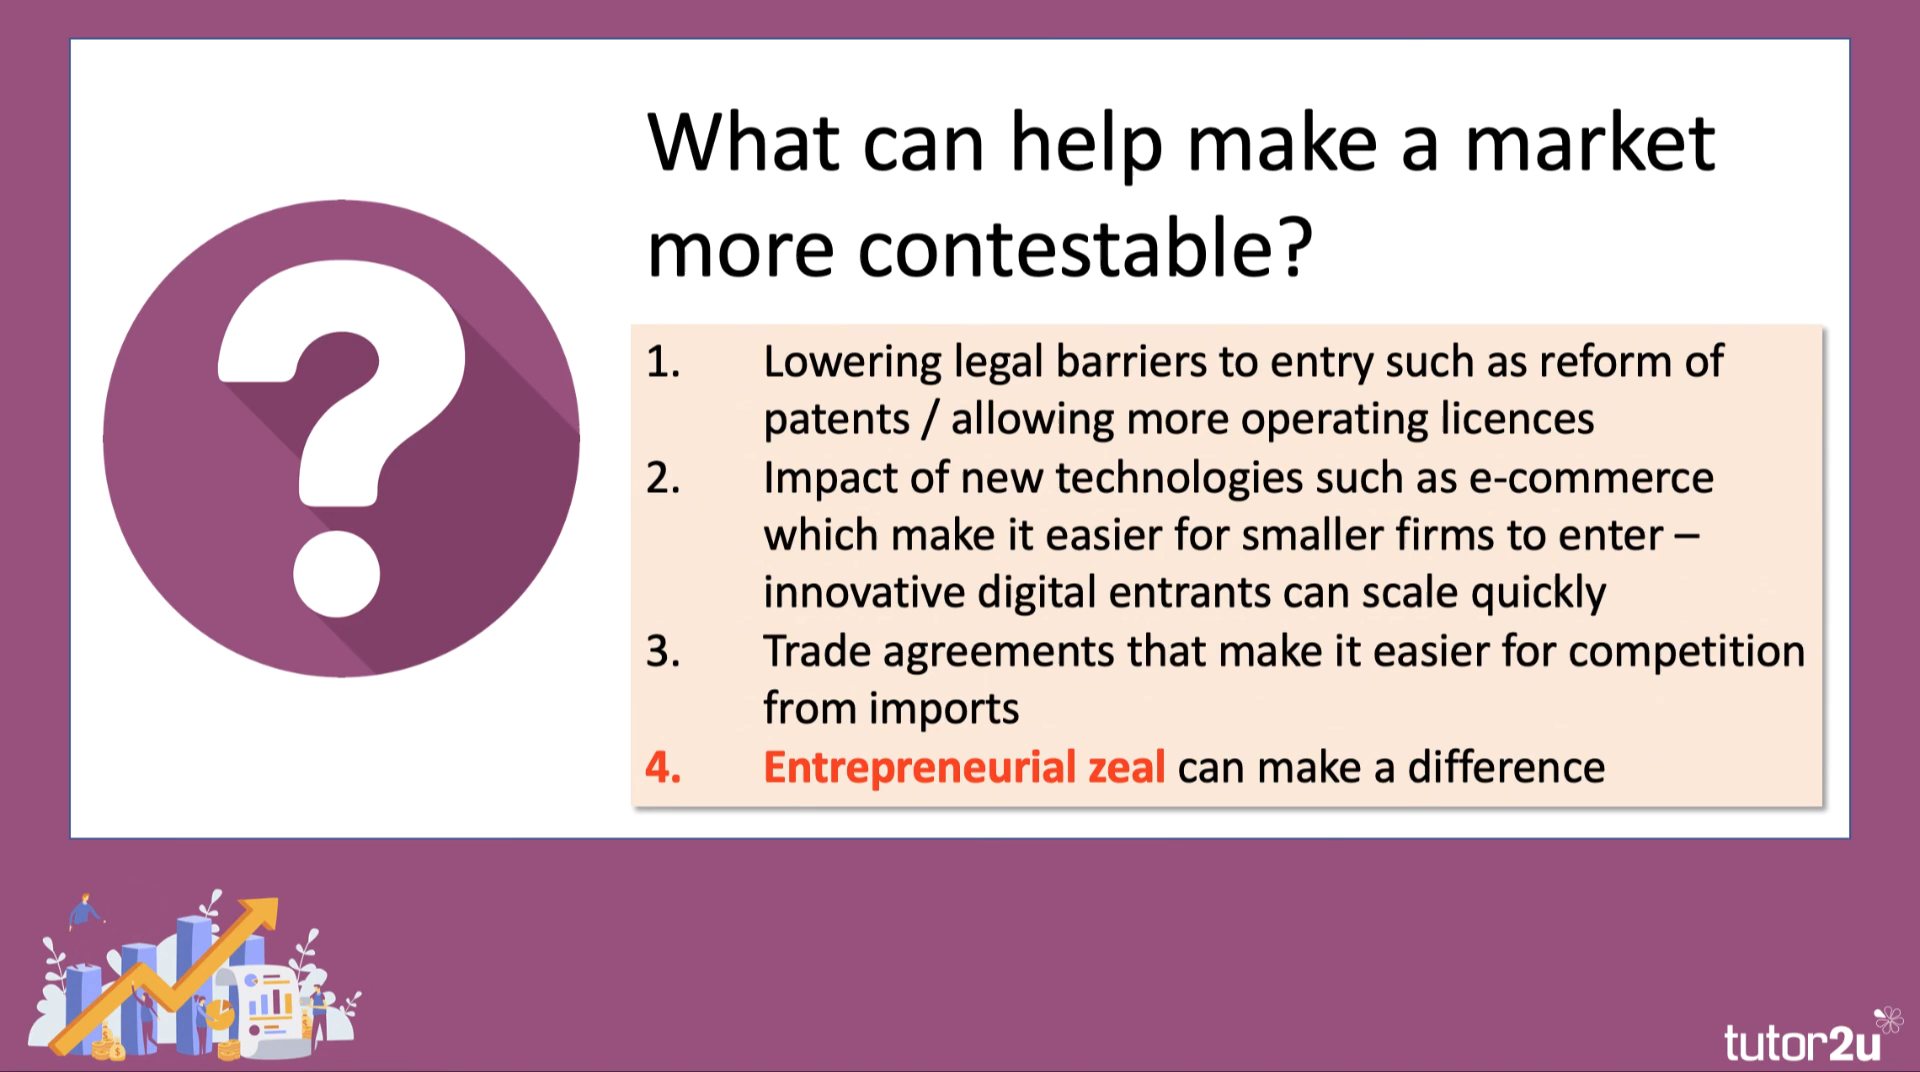 What can help make a market
more contestable?
1. Lowering legal barriers to entry such as reform of
patents / allowing more operating licences
2. Impact of new technologies such as e-commerce
which make it easier for smaller firms to enter –
innovative digital entrants can scale quickly
3. Trade agreements that make it easier for competition
from imports
4. Entrepreneurial zeal can make a difference
tutor2u